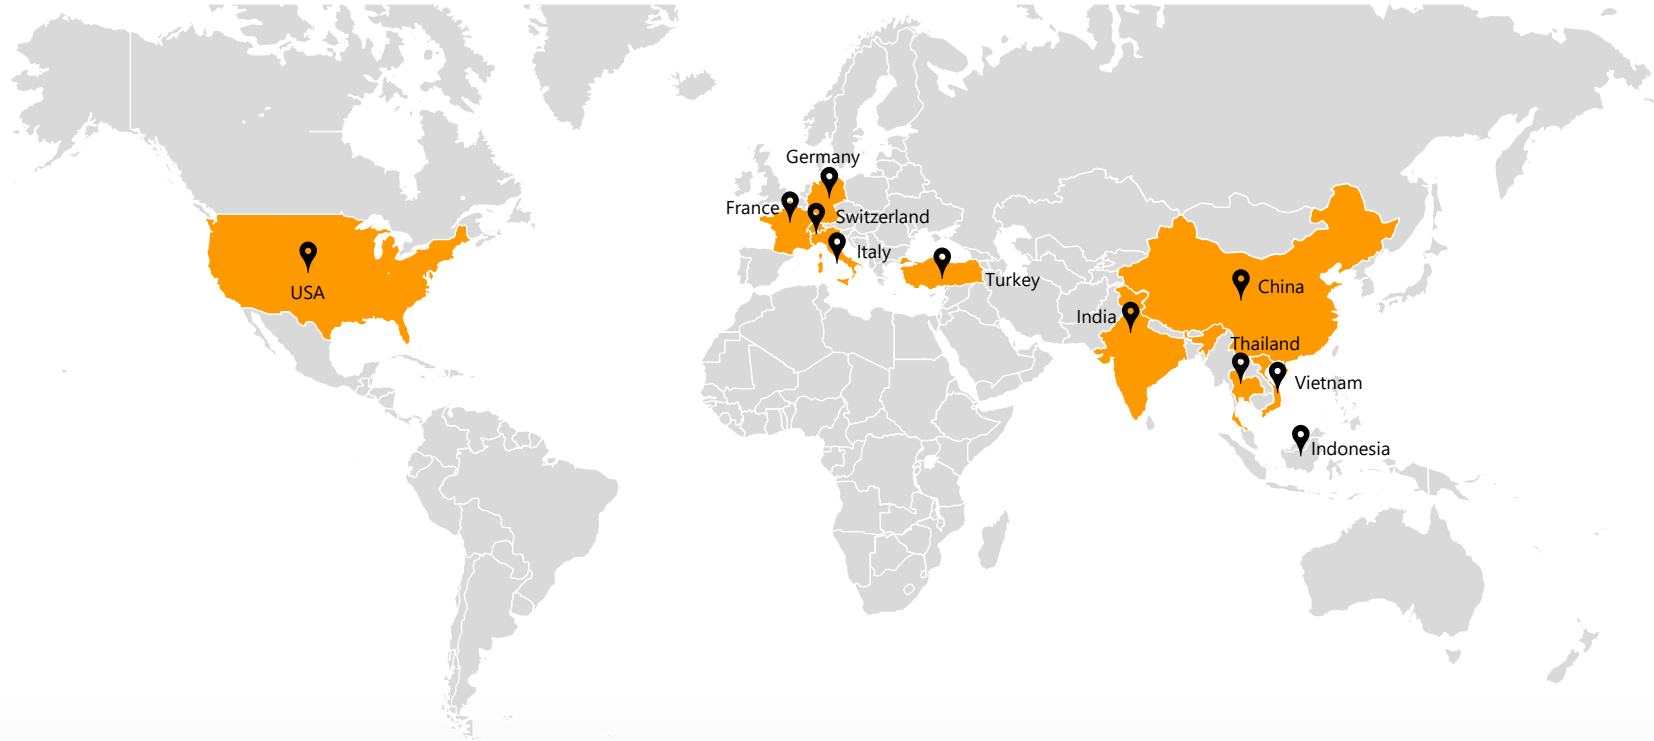 Germany
France
Switzerland
Italy
Turkey
USA
China
India
Thailand
Vietnam
Indonesia